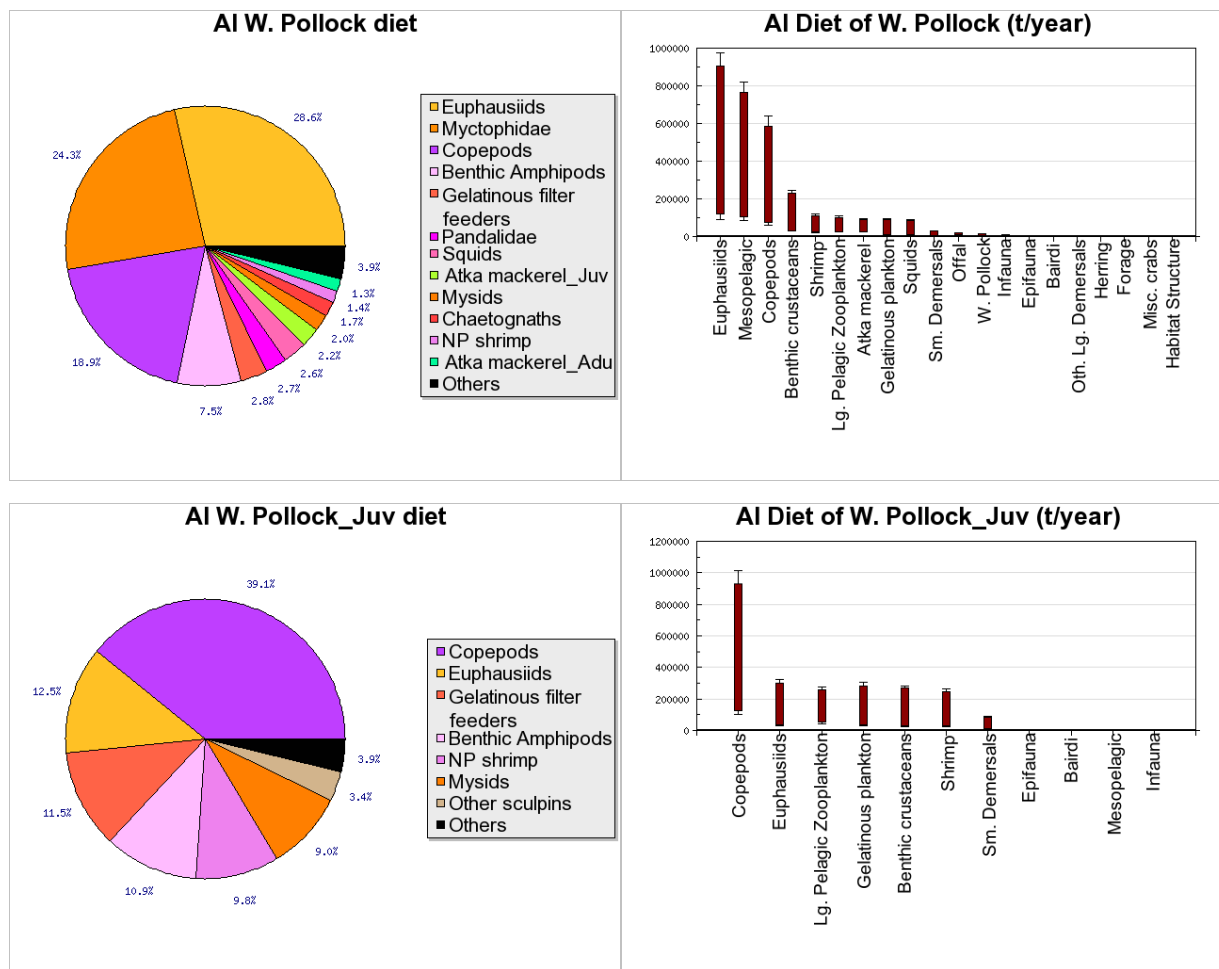 AI W. Pollock diet
28.6%
24.3%
18.9%
7.5%
2.8%
2.7%
2.6%
2.2%
2.0%
1.7%
1.4%
1.3%
3.9%
Euphausiids
Myctophidae
Copepods
Benthic Amphipods
Gelatinous filter
feeders
Pandalidae
Squids
Atka mackerel_Juv
Mysids
Chaetognaths
NP shrimp
Atka mackerel_Adu
Others
AI Diet of W. Pollock (t/year)
1000000
800000
600000
400000
200000
0
Euphausiids
Mesopelagic
Copepods
Benthic crustaceans
Shrimp
Lg. Pelagic Zooplankton
Atka mackerel
Gelatinous plankton
Squids
Sm. Demersals
Offal
W. Pollock
Infauna
Epifauna
Bairdi
Oth. Lg. Demersals
Herring
Forage
Misc. crabs
Habitat Structure
AI W. Pollock_Juv diet
39.1%
12.5%
11.5%
10.9%
9.8%
9.0%
3.4%
3.9%
Copepods
Euphausiids
Gelatinous filter
feeders
Benthic Amphipods
NP shrimp
Mysids
Other sculpins
Others
AI Diet of W. Pollock_Juv (t/year)
1200000
1000000
800000
600000
400000
200000
0
Copepods
Euphausiids
Lg. Pelagic Zooplankton
Gelatinous plankton
Benthic crustaceans
Shrimp
Sm. Demersals
Epifauna
Bairdi
Mesopelagic
Infauna